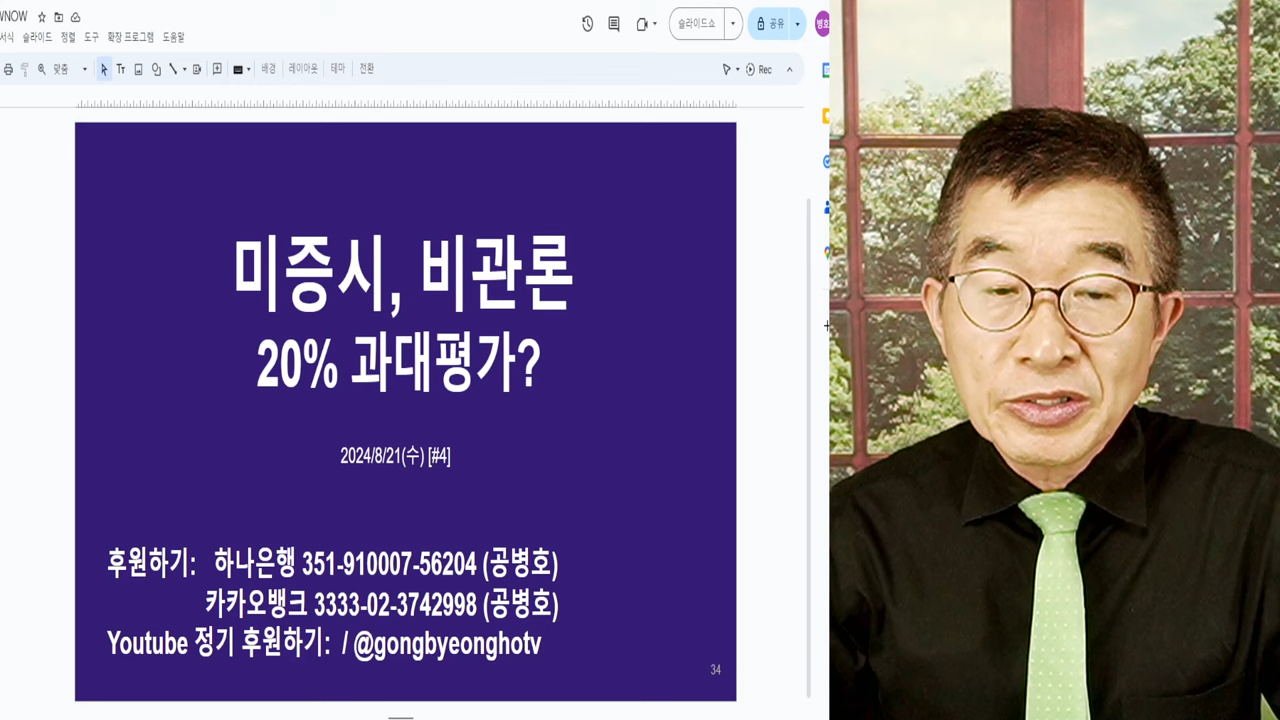 WNOW
슬라이드쇼
공유
병호
서식 슬라이드 정렬 도구 확장 프로그램 도움말
맞춤
Tт
배경 레이아웃 테마 전환
Rec
미증시, 비관론
20% 과대평가?
2024/8/21(수) [#4]
후원하기: 하나은행 351-910007-56204 (공병호)
카카오뱅크 3333-02-3742998 (공병호)
Youtube 정기 후원하기: / @gongbyeonghotv
34